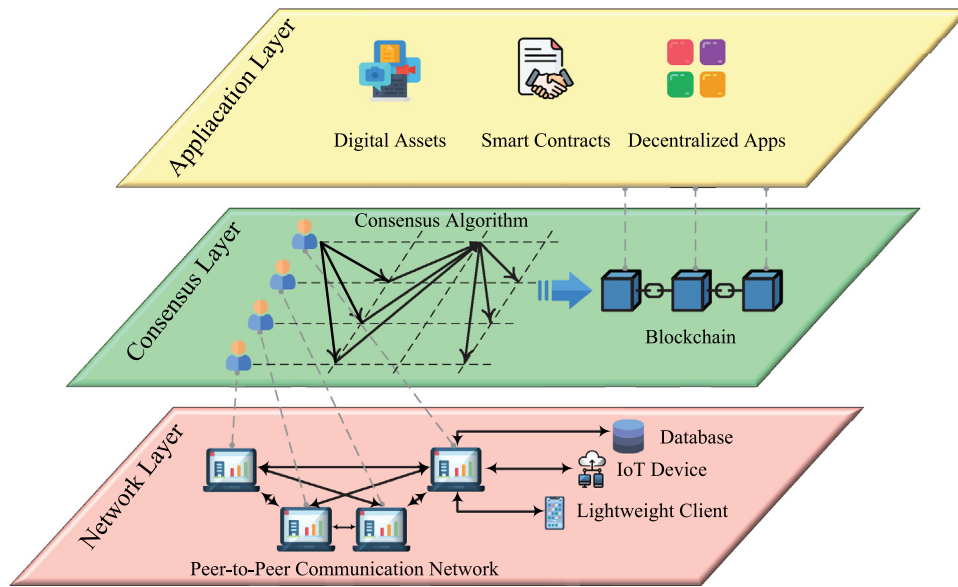 Appliacation Layer
Digital Assets
Smart Contracts
Decentralized Apps
Consensus Layer
Consensus Algorithm
Blockchain
Network Layer
Database
IoT Device
Lightweight Client
Peer-to-Peer Communication Network